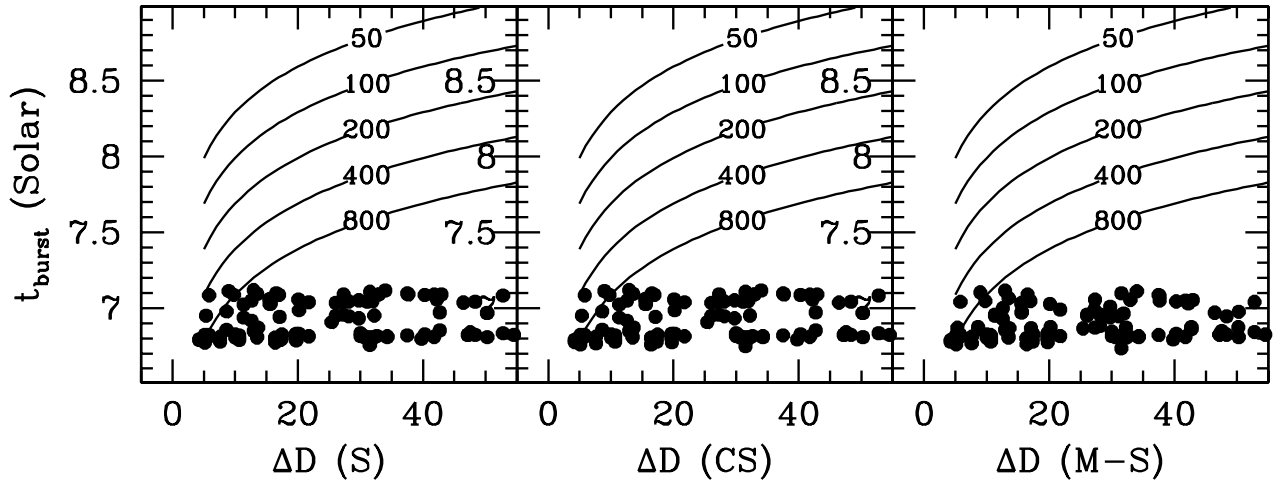 50 50 50
8.5 100 8.5 100 8.5 100
200 200 200
8 400 8 400 8 400
7.5 800 7.5 800 7.5 800
7
t_burst (Solar)
0 20 40 0 20 40 0 20 40
ΔD (S) ΔD (CS) ΔD (M−S)